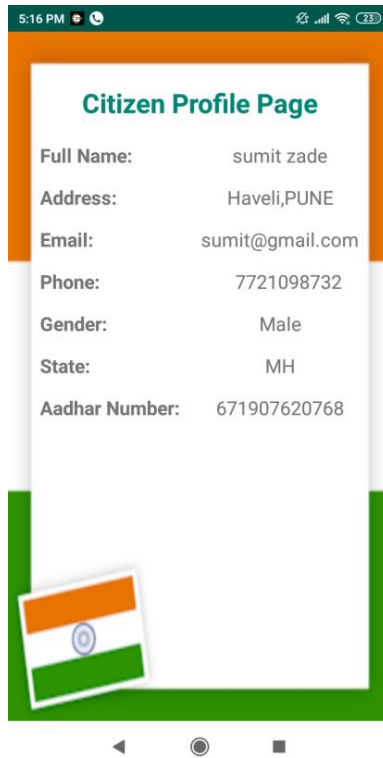 5:16 PM 23
Citizen Profile Page
Full Name: sumit zade
Address: Haveli,PUNE
Email: sumit@gmail.com
Phone: 7721098732
Gender: Male
State: MH
Aadhar Number: 671907620768